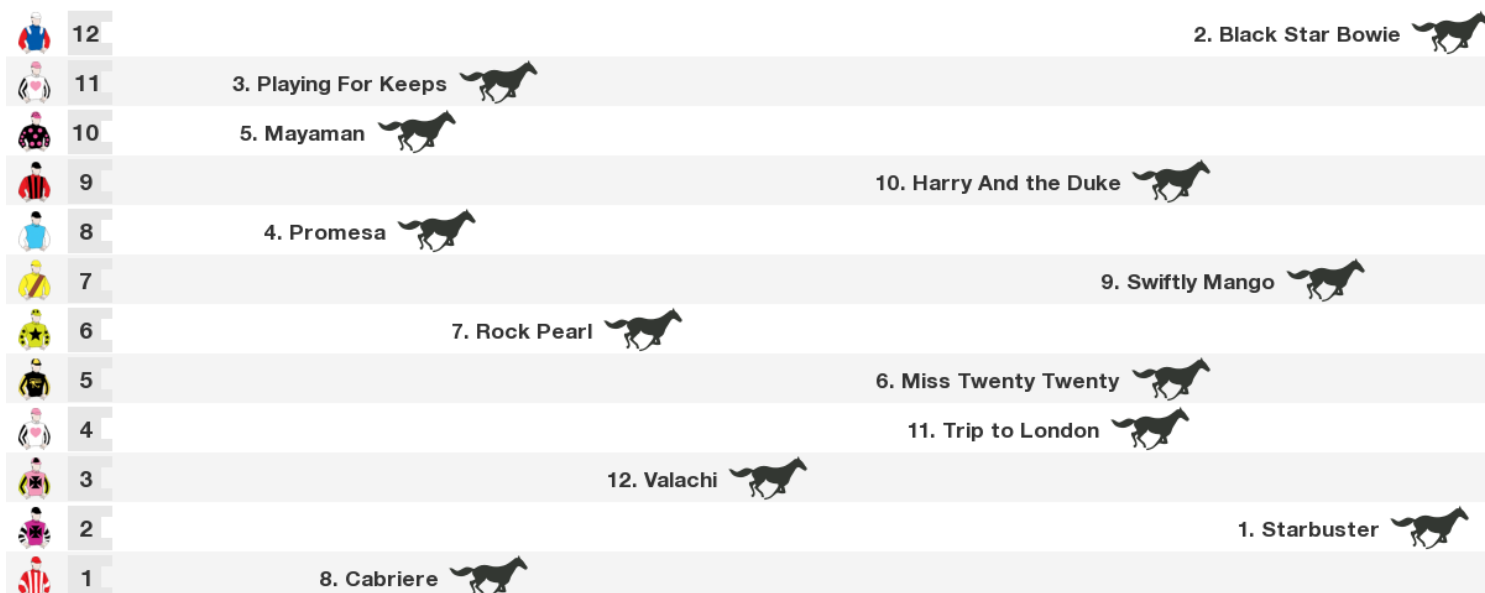 12 2. Black Star Bowie
11 3. Playing For Keeps
10 5. Mayaman
9 10. Harry And the Duke
8 4. Promesa
7 9. Swiftly Mango
6 7. Rock Pearl
5 6. Miss Twenty Twenty
4 11. Trip to London
3 12. Valachi
2 1. Starbuster
1 8. Cabriere